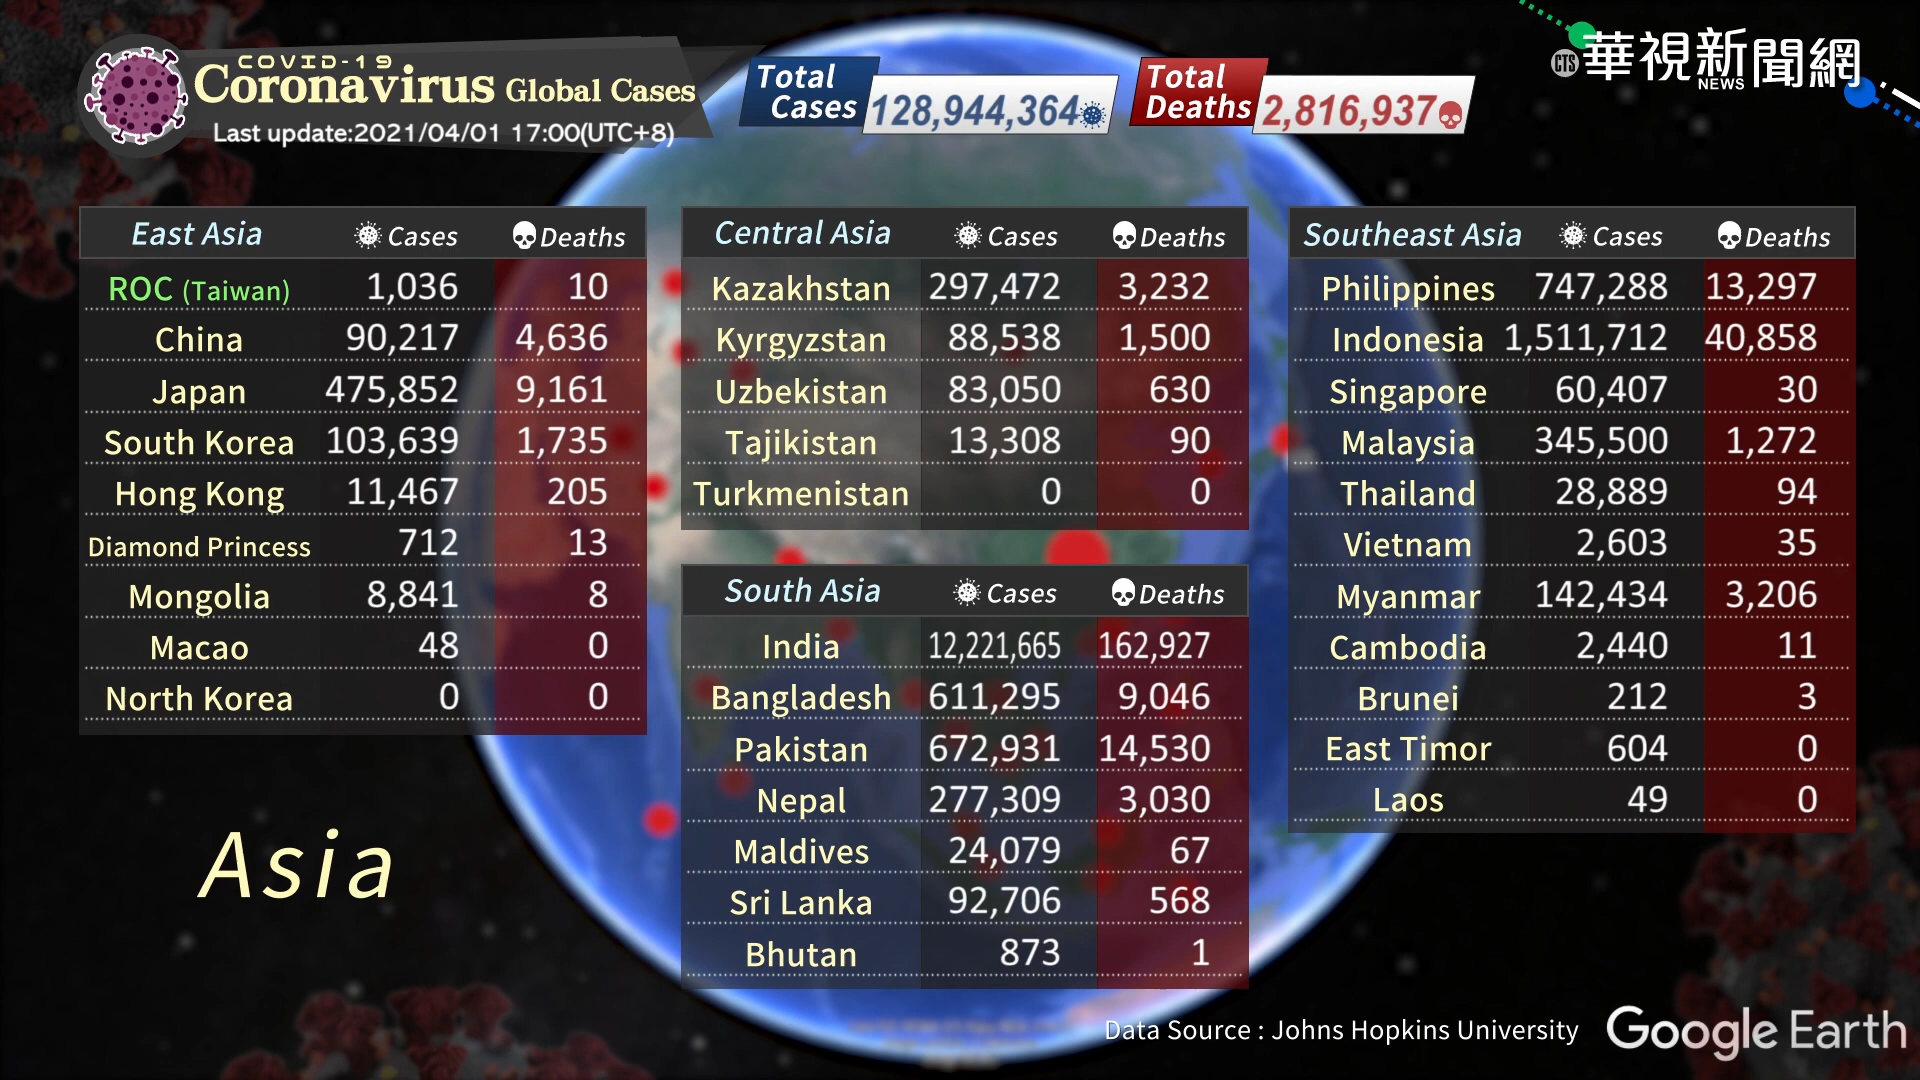 COVID-19
Coronavirus Global Cases
Last update:2021/04/01 17:00(UTC+8)
Total Cases 128,944,364
Total Deaths 2,816,937
CTS 華視新聞網
NEWS
East Asia Cases Deaths
ROC (Taiwan) 1,036 10
China 90,217 4,636
Japan 475,852 9,161
South Korea 103,639 1,735
Hong Kong 11,467 205
Diamond Princess 712 13
Mongolia 8,841 8
Macao 48 0
North Korea 0 0
Central Asia Cases Deaths
Kazakhstan 297,472 3,232
Kyrgyzstan 88,538 1,500
Uzbekistan 83,050 630
Tajikistan 13,308 90
Turkmenistan 0 0
South Asia Cases Deaths
India 12,221,665 162,927
Bangladesh 611,295 9,046
Pakistan 672,931 14,530
Nepal 277,309 3,030
Maldives 24,079 67
Sri Lanka 92,706 568
Bhutan 873 1
Southeast Asia Cases Deaths
Philippines 747,288 13,297
Indonesia 1,511,712 40,858
Singapore 60,407 30
Malaysia 345,500 1,272
Thailand 28,889 94
Vietnam 2,603 35
Myanmar 142,434 3,206
Cambodia 2,440 11
Brunei 212 3
East Timor 604 0
Laos 49 0
Asia
Data Source : Johns Hopkins University
Google Earth